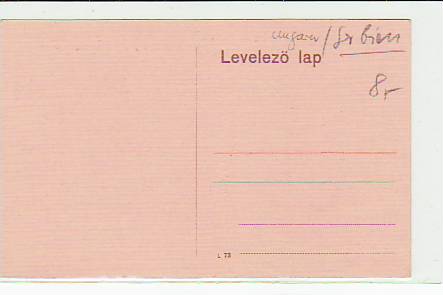 ungarn / Serbien
Levelező lap
8,-
L 73